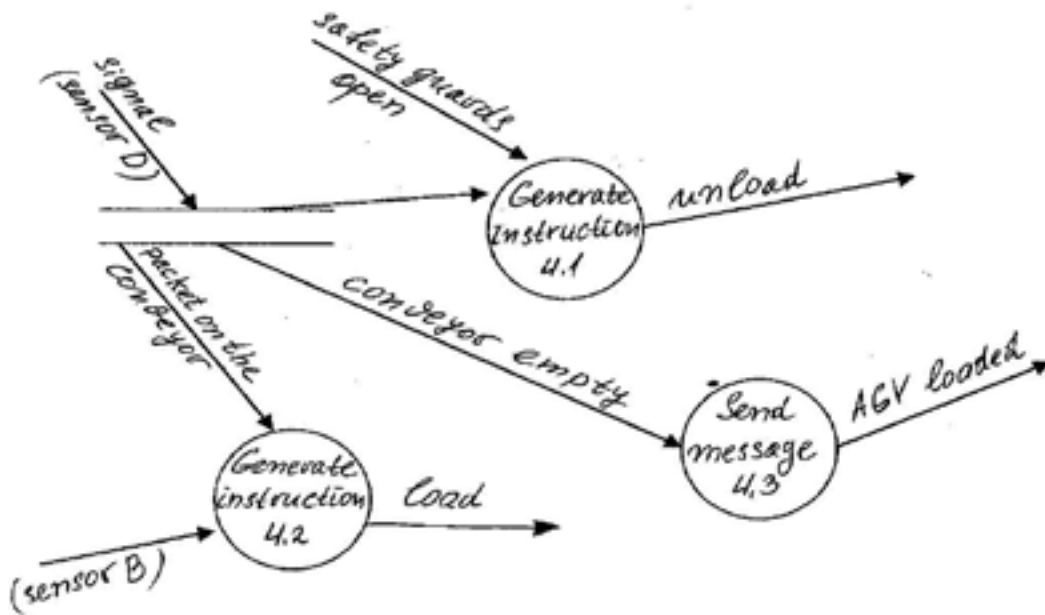 safety guards
open
signal
(sensor D)
Generate
instruction
4.1
unload
packet on the
conveyor
conveyor empty
Send
message
4.3
AGV loaded
Generate
instruction
4.2
load
(sensor B)